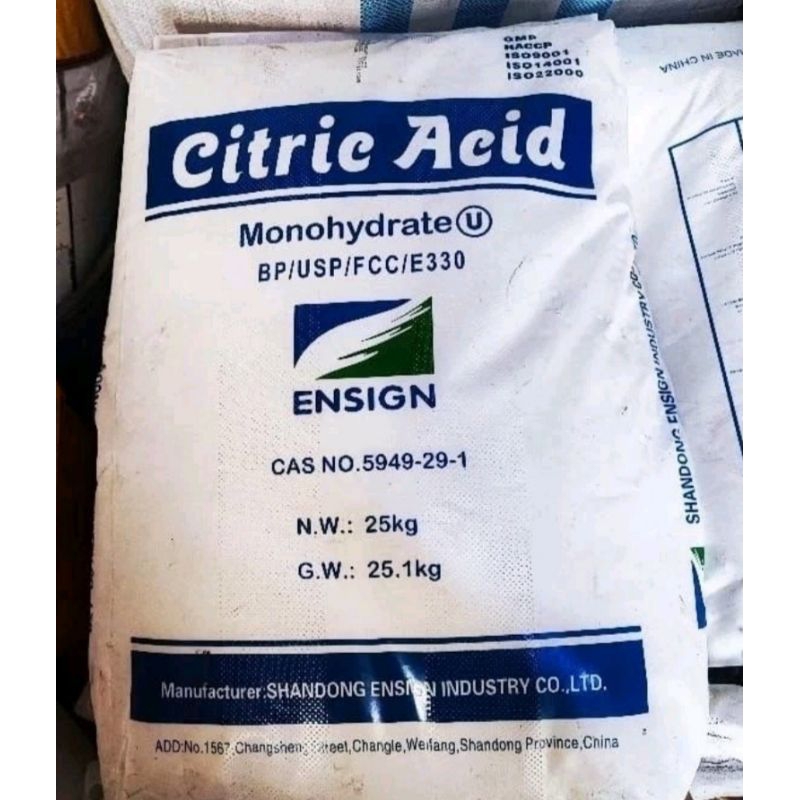 GMP
HACCP
ISO9001
ISO14001
ISO22000
Citric Acid
Monohydrate U
BP/USP/FCC/E330
ENSIGN
CAS NO.5949-29-1
N.W.: 25kg
G.W.: 25.1kg
Manufacturer:SHANDONG ENSIGN INDUSTRY CO.,LTD.
ADD:No.1567,Changsheng Street,Changle,Weifang,Shandong Province,China
MADE IN CHINA
SHANDONG ENSIGN INDUSTRY CO